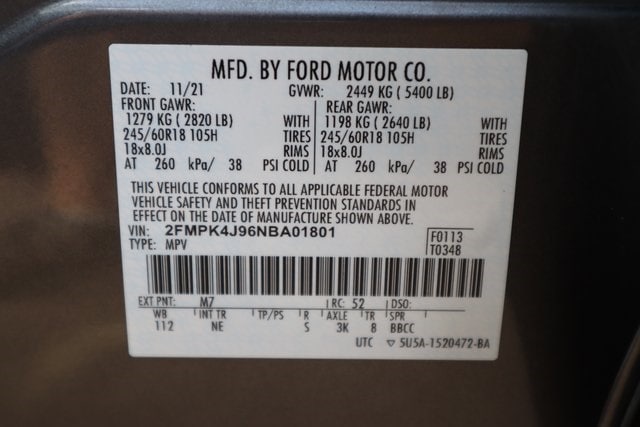 MFD. BY FORD MOTOR CO.
DATE: 11/21 GVWR: 2449 KG ( 5400 LB)
FRONT GAWR: REAR GAWR:
1279 KG ( 2820 LB) WITH 1198 KG ( 2640 LB) WITH
245/60R18 105H TIRES 245/60R18 105H TIRES
18x8.0J RIMS 18x8.0J RIMS
AT 260 kPa/ 38 PSI COLD AT 260 kPa/ 38 PSI COLD
THIS VEHICLE CONFORMS TO ALL APPLICABLE FEDERAL MOTOR
VEHICLE SAFETY AND THEFT PREVENTION STANDARDS IN
EFFECT ON THE DATE OF MANUFACTURE SHOWN ABOVE.
VIN: 2FMPK4J96NBA01801 F0113
TYPE: MPV T0348
EXT PNT: M7 RC: 52 DSO:
WB INT TR TP/PS R AXLE TR SPR
112 NE S 3K 8 BBCC
UTC ▽ 5U5A-1520472-BA